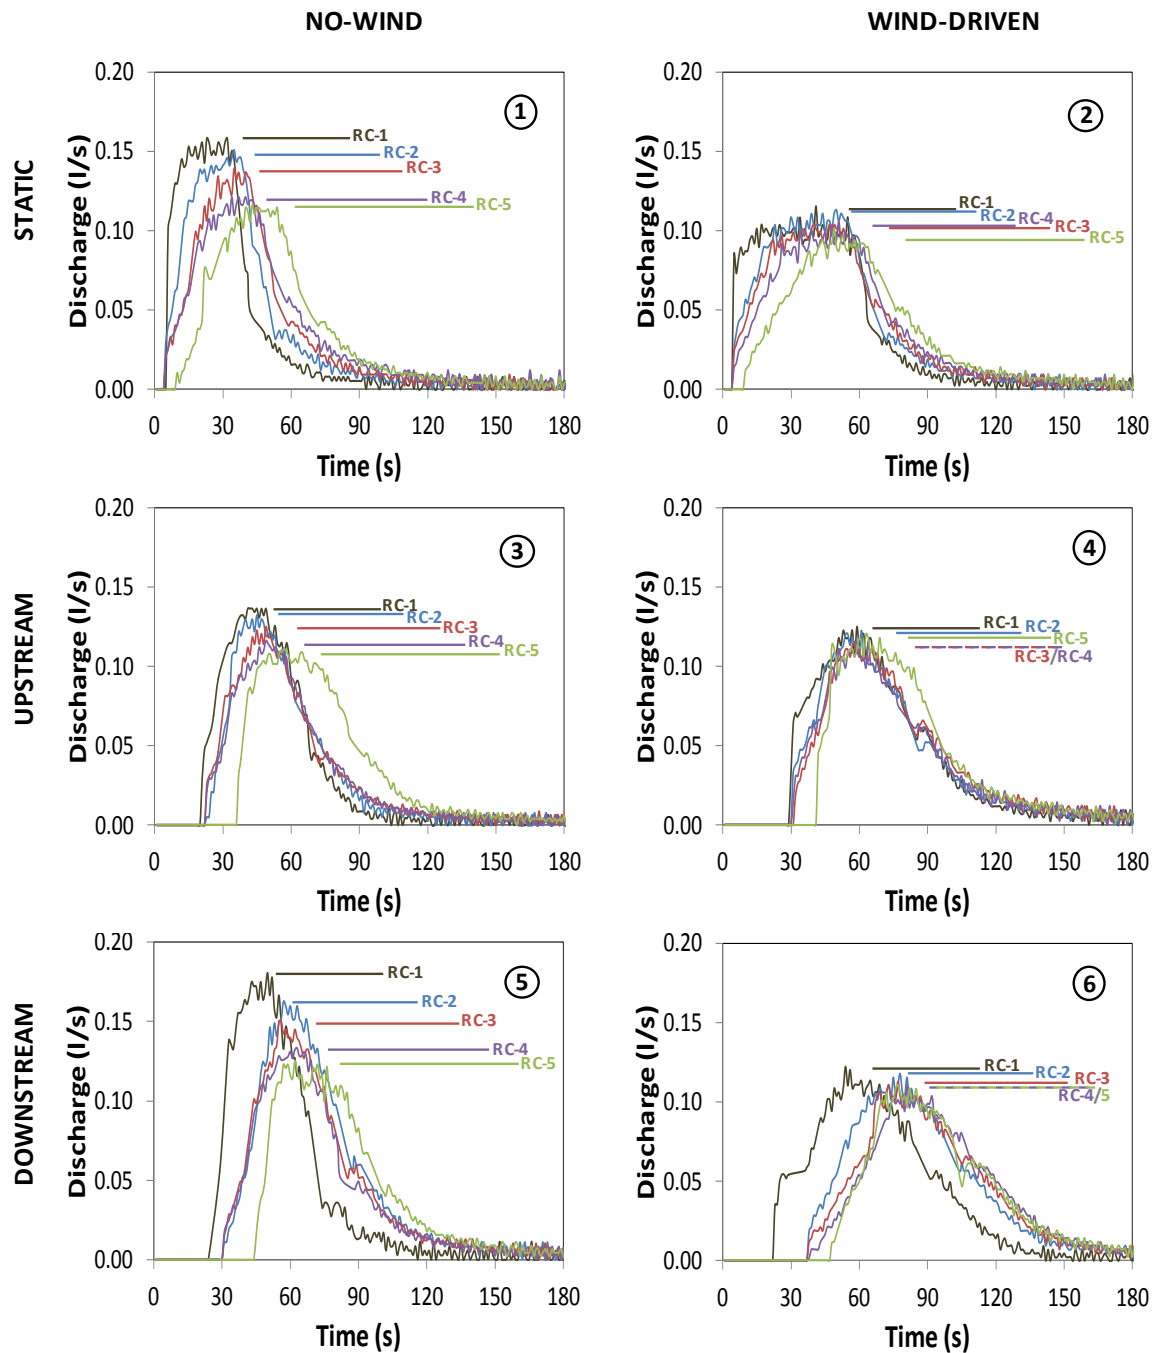 NO-WIND
WIND-DRIVEN
STATIC
Discharge (l/s)
0.20
0.15
0.10
0.05
0.00
1
RC-1
RC-2
RC-3
RC-4
RC-5
0 30 60 90 120 150 180
Time (s)
Discharge (l/s)
0.20
0.15
0.10
0.05
0.00
2
RC-1
RC-2 RC-4
RC-3
RC-5
0 30 60 90 120 150 180
Time (s)
UPSTREAM
Discharge (l/s)
0.20
0.15
0.10
0.05
0.00
3
RC-1
RC-2
RC-3
RC-4
RC-5
0 30 60 90 120 150 180
Time (s)
Discharge (l/s)
0.20
0.15
0.10
0.05
0.00
4
RC-1
RC-2
RC-5
RC-3/RC-4
0 30 60 90 120 150 180
Time (s)
DOWNSTREAM
Discharge (l/s)
0.20
0.15
0.10
0.05
0.00
5
RC-1
RC-2
RC-3
RC-4
RC-5
0 30 60 90 120 150 180
Time (s)
Discharge (l/s)
0.20
0.15
0.10
0.05
0.00
6
RC-1
RC-2
RC-3
RC-4/5
0 30 60 90 120 150 180
Time (s)